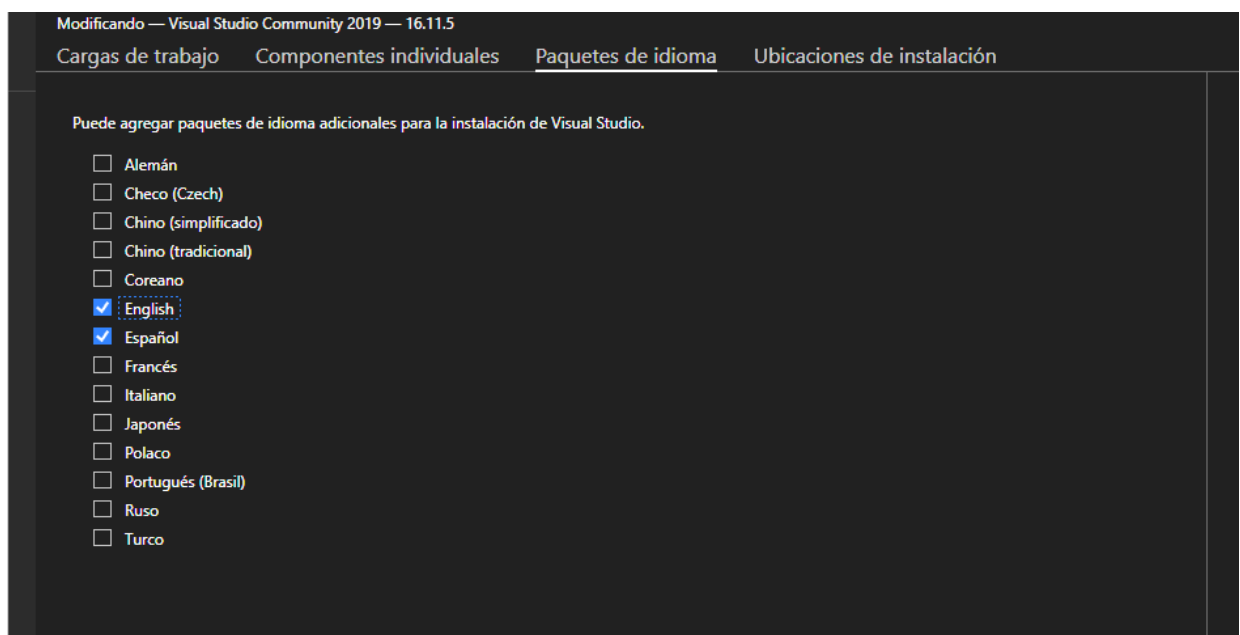 Modificando — Visual Studio Community 2019 — 16.11.5
Cargas de trabajo Componentes individuales Paquetes de idioma Ubicaciones de instalación
Puede agregar paquetes de idioma adicionales para la instalación de Visual Studio.
Alemán
Checo (Czech)
Chino (simplificado)
Chino (tradicional)
Coreano
English
Español
Francés
Italiano
Japonés
Polaco
Portugués (Brasil)
Ruso
Turco